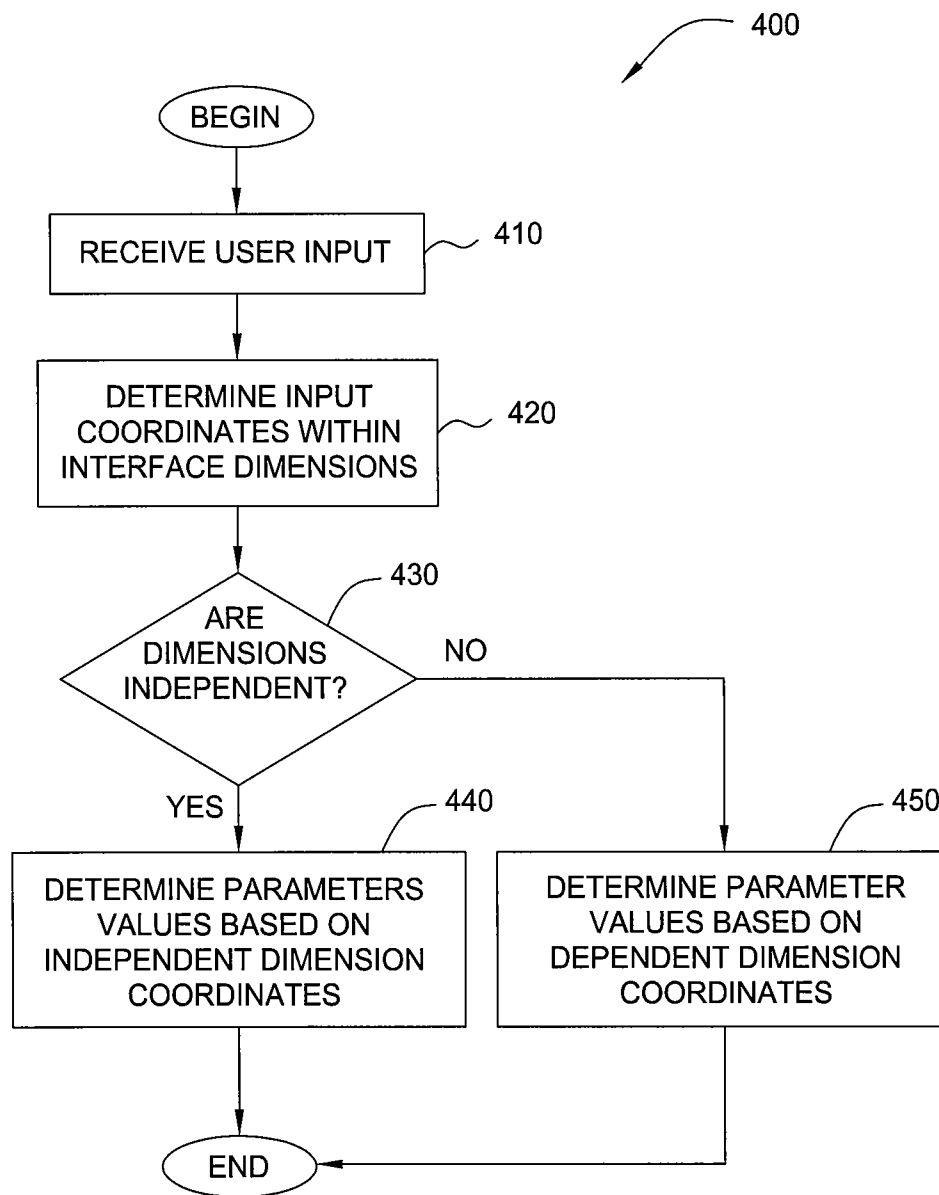 400
BEGIN
RECEIVE USER INPUT
410
DETERMINE INPUT
COORDINATES WITHIN
INTERFACE DIMENSIONS
420
430
ARE
DIMENSIONS
INDEPENDENT?
NO
YES
440
450
DETERMINE PARAMETERS
VALUES BASED ON
INDEPENDENT DIMENSION
COORDINATES
DETERMINE PARAMETER
VALUES BASED ON
DEPENDENT DIMENSION
COORDINATES
END